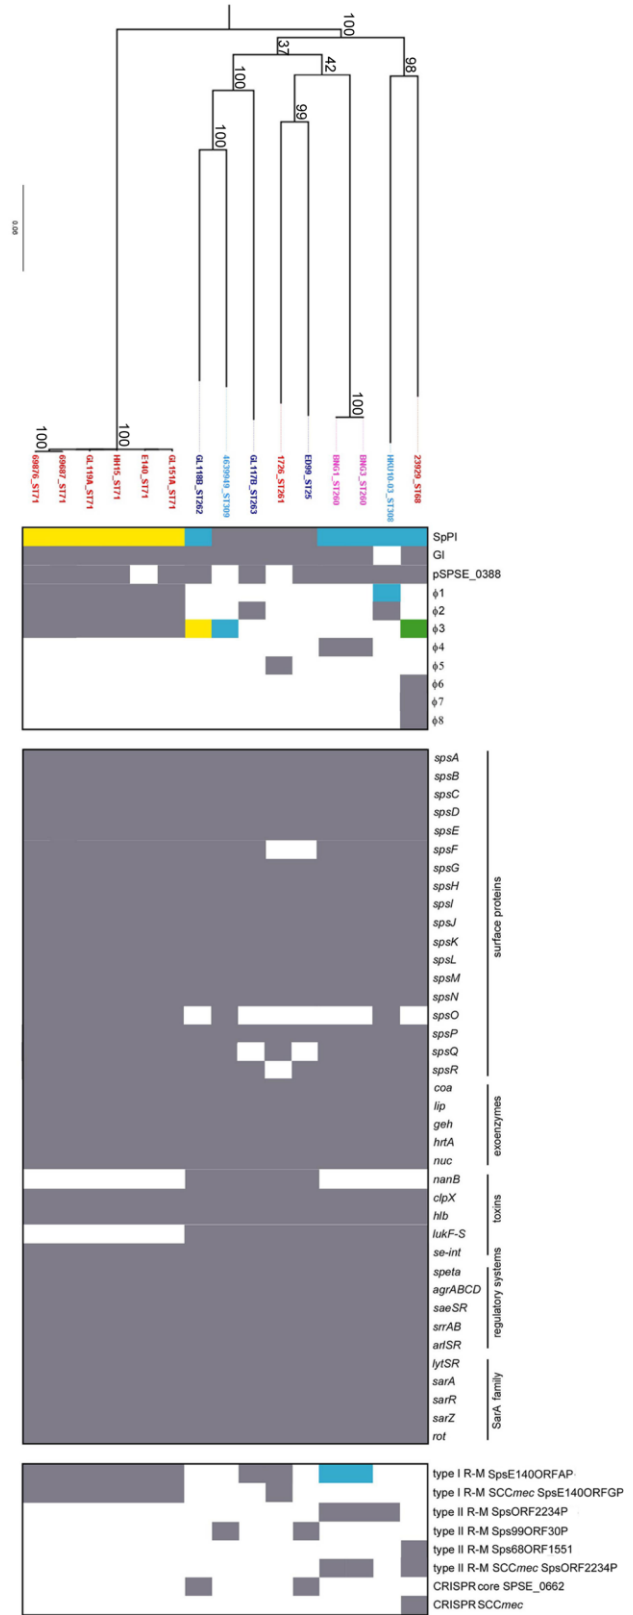 100
98
37
42
100
99
100
100
100
100
0.06
69876_ST71
69687_ST71
GL119A_ST71
HH15_ST71
E140_ST71
GL151A_ST71
GL118B_ST262
4639949_ST309
GL117B_ST263
1726_ST261
ED99_ST25
BNG1_ST260
BNG3_ST260
HKU10-03_ST308
23929_ST68
SpPI
GI
pSPSE_0388
ϕ1
ϕ2
ϕ3
ϕ4
ϕ5
ϕ6
ϕ7
ϕ8
spsA
spsB
spsC
spsD
spsE
spsF
spsG
spsH
spsI
spsJ
spsK
spsL
spsM
spsN
spsO
spsP
spsQ
spsR
surface proteins
coa
lip
geh
hrtA
nuc
exoenzymes
nanB
clpX
hlb
lukF-S
se-int
toxins
speta
agrABCD
saeSR
srrAB
arlSR
regulatory systems
lytSR
sarA
sarR
sarZ
rot
SarA family
type I R-M SpsE140ORFAP
type I R-M SCCmec SpsE140ORFGP
type II R-M SpsORF2234P
type II R-M Sps99ORF30P
type II R-M Sps68ORF1551
type II R-M SCCmec SpsORF2234P
CRISPR core SPSE_0662
CRISPR SCCmec